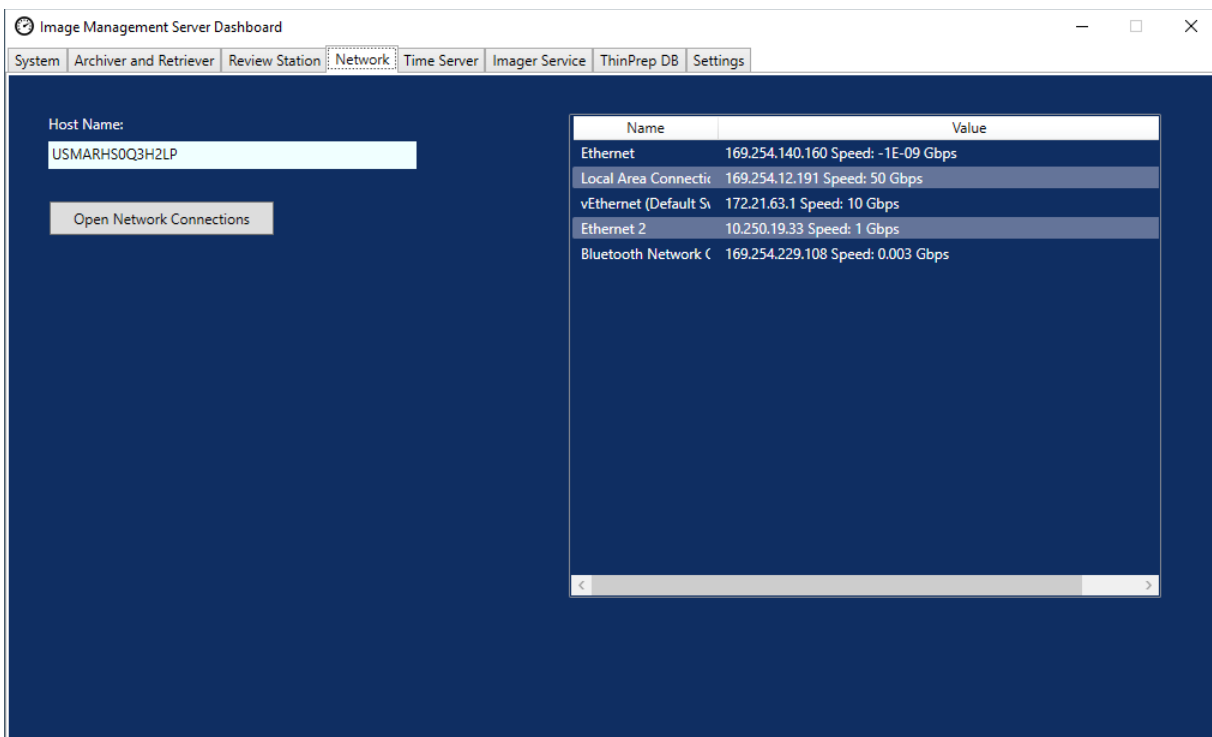 Image Management Server Dashboard
System Archiver and Retriever Review Station Network Time Server Imager Service ThinPrep DB Settings
Host Name:
USMARHS0Q3H2LP
Open Network Connections
Name Value
Ethernet 169.254.140.160 Speed: -1E-09 Gbps
Local Area Connectic 169.254.12.191 Speed: 50 Gbps
vEthernet (Default Sv 172.21.63.1 Speed: 10 Gbps
Ethernet 2 10.250.19.33 Speed: 1 Gbps
Bluetooth Network ( 169.254.229.108 Speed: 0.003 Gbps